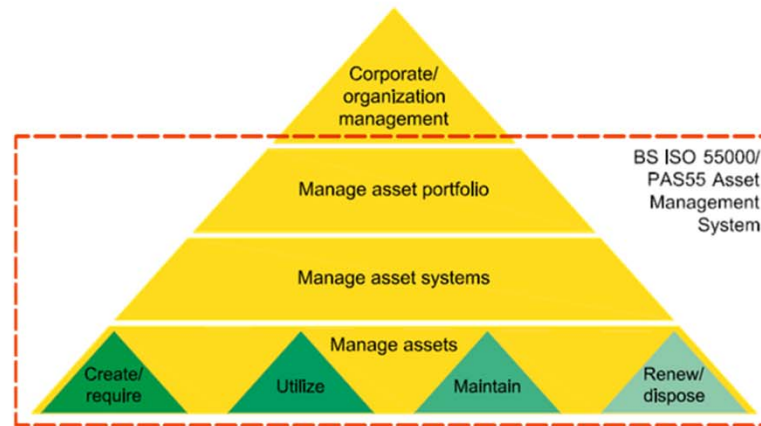 Corporate/
organization
management
BS ISO 55000/
PAS55 Asset
Management
System
Manage asset portfolio
Manage asset systems
Manage assets
Create/
require
Utilize
Maintain
Renew/
dispose